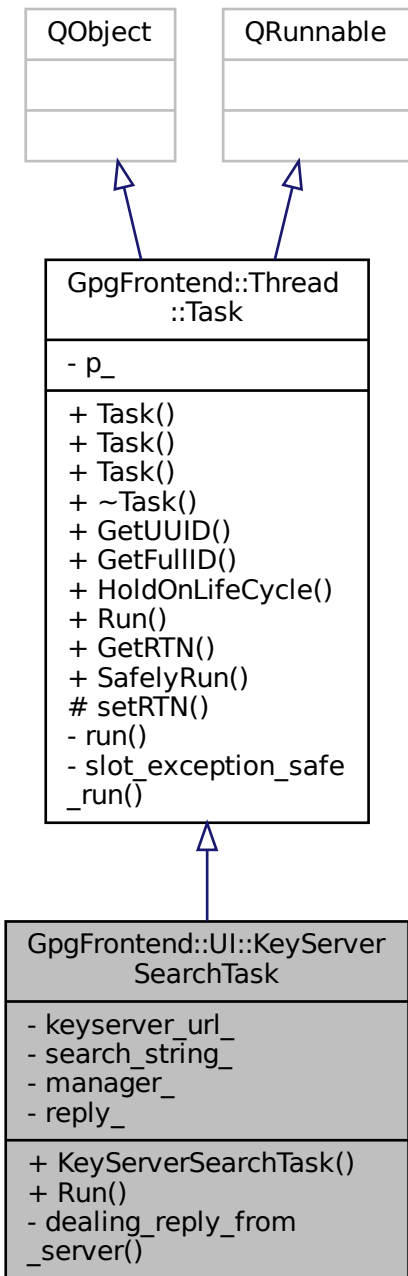 QObject
QRunnable
GpgFrontend::Thread
::Task
- p_
+ Task()
+ Task()
+ Task()
+ ~Task()
+ GetUUID()
+ GetFullID()
+ HoldOnLifeCycle()
+ Run()
+ GetRTN()
+ SafelyRun()
# setRTN()
- run()
- slot_exception_safe
_run()
GpgFrontend::UI::KeyServer
SearchTask
- keyserver_url_
- search_string_
- manager_
- reply_
+ KeyServerSearchTask()
+ Run()
- dealing_reply_from
_server()